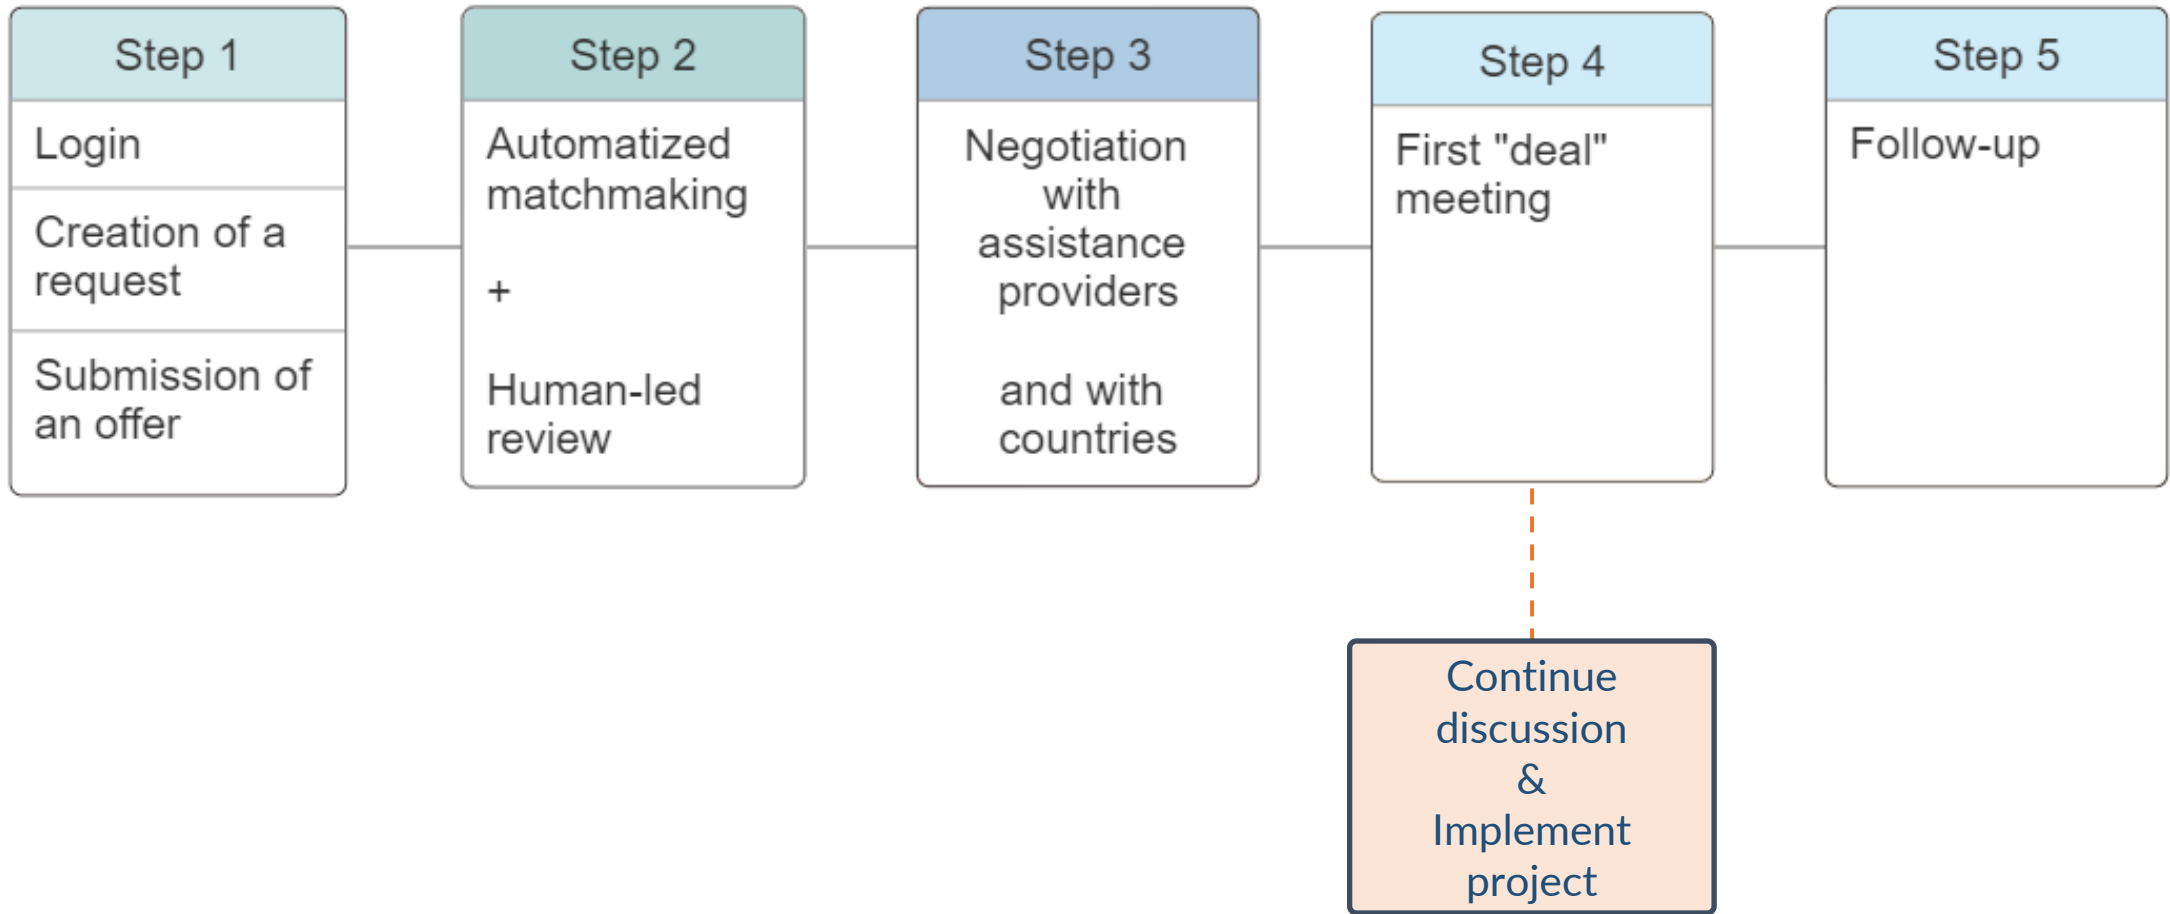 Step 1
Login
Creation of a
request
Submission of
an offer
Step 2
Automatized
matchmaking
+
Human-led
review
Step 3
Negotiation
with
assistance
providers
and with
countries
Step 4
First "deal"
meeting
Step 5
Follow-up
Continue
discussion
&
Implement
project